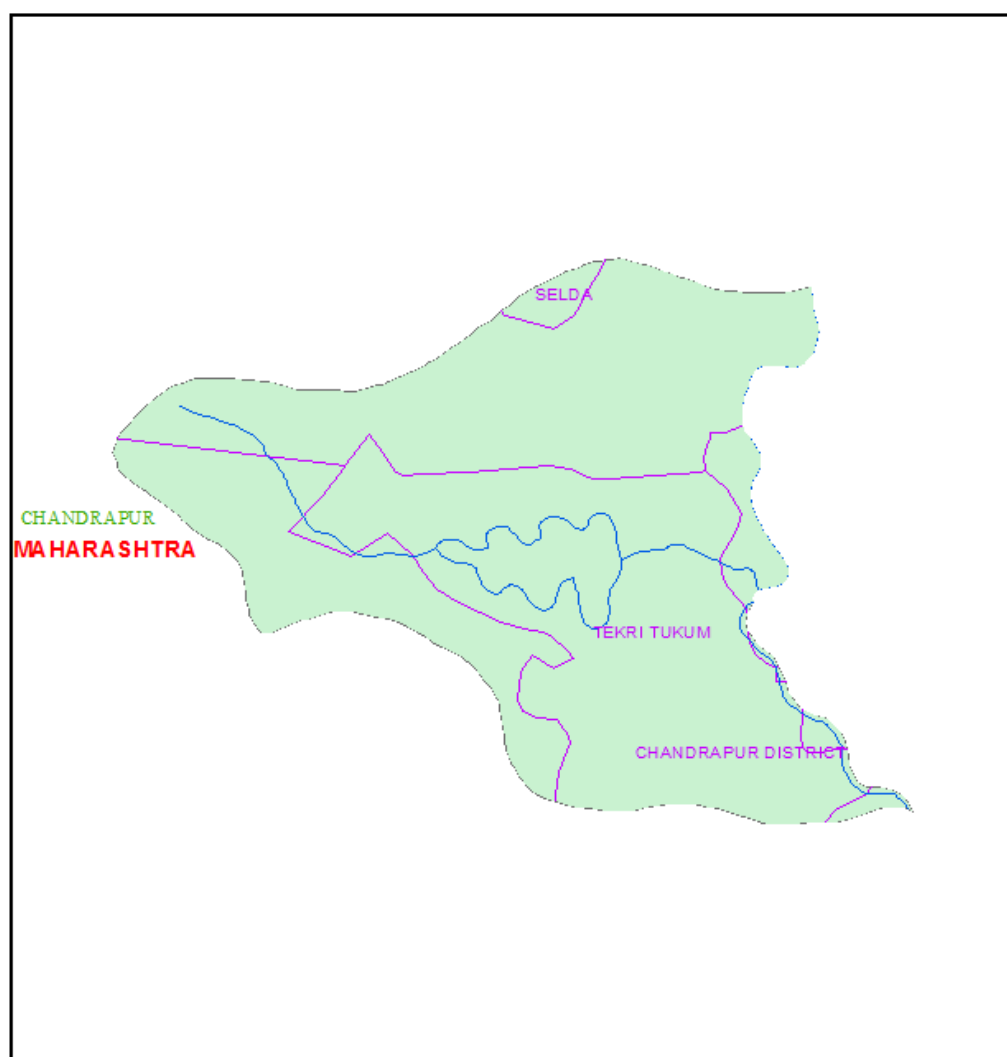 SELDA
CHANDRAPUR
MAHARASHTRA
TEKRI TUKUM
CHANDRAPUR DISTRICT